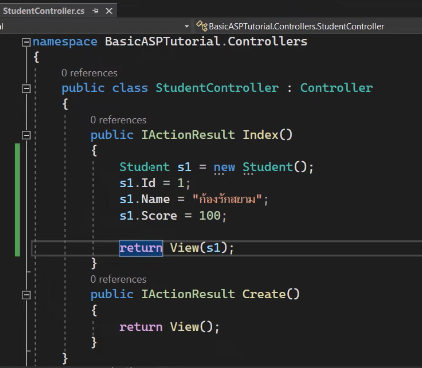 StudentController.cs
BasicASPTutorial.Controllers.StudentController
namespace BasicASPTutorial.Controllers
{
0 references
public class StudentController : Controller
{
0 references
public IActionResult Index()
{
Student s1 = new Student();
s1.Id = 1;
s1.Name = "ก้องรักสยาม";
s1.Score = 100;
return View(s1);
}
0 references
public IActionResult Create()
{
return View();
}
}